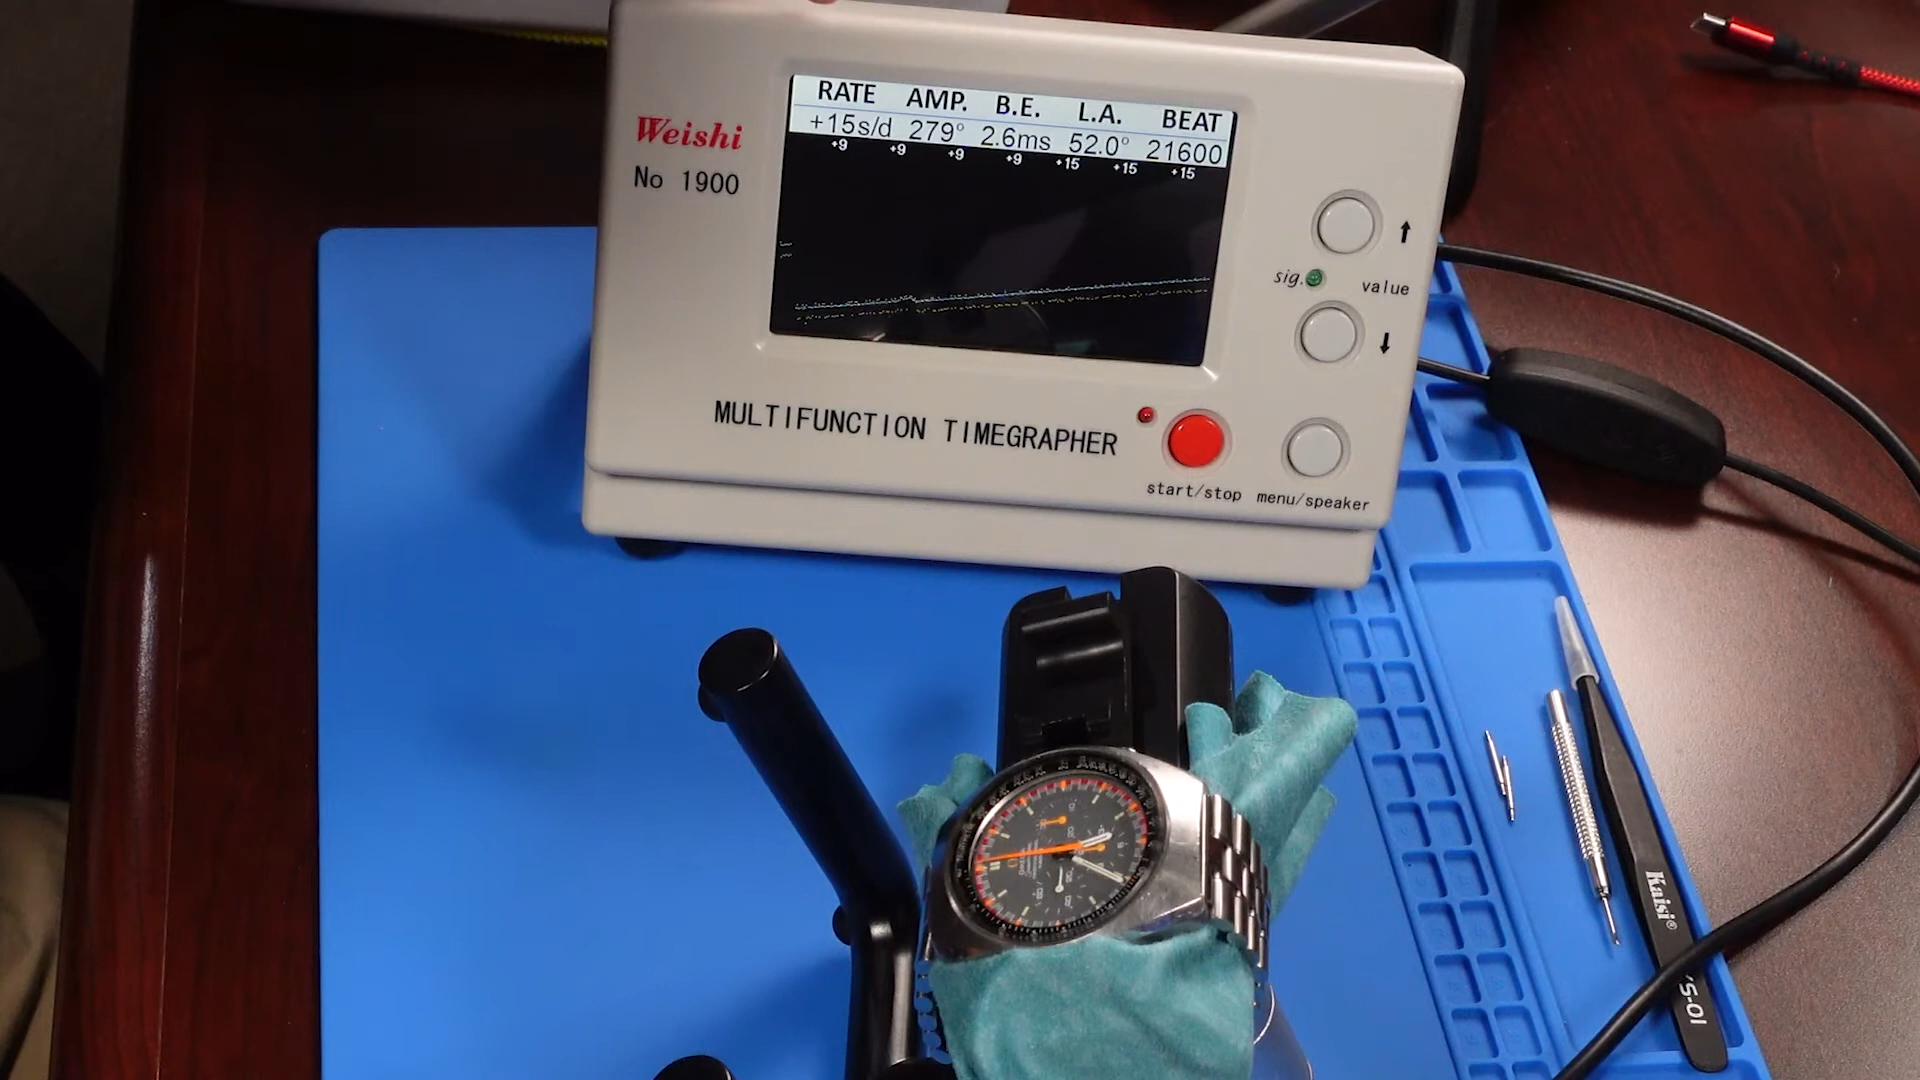 RATE AMP. B.E. L.A. BEAT
+15s/d 279° 2.6ms 52.0° 21600
+9 +9 +9 +9 +15 +15 +15
Weishi
No 1900
↑
sig. value
↓
MULTIFUNCTION TIMEGRAPHER
start/stop menu/speaker
Kaisi®